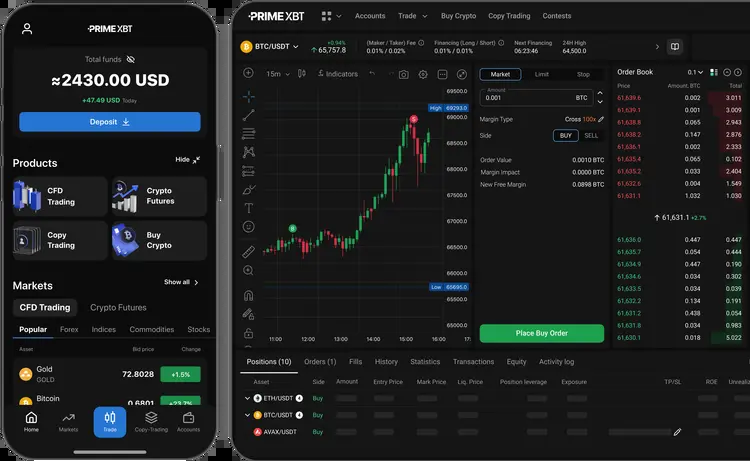 PRIME XBT
Total funds
≈2430.00 USD
+47.49 USD Today
Deposit
Products
Hide
CFD Trading
Crypto Futures
Copy Trading
Buy Crypto
Markets
Show all
CFD Trading
Crypto Futures
Popular Forex Indices Commodities Stocks
Asset Bid price Change
Gold
GOLD
72.8028
+1.5%
Bitcoin
0.6801
+23.7%
Home Markets Trade Copy-Trading Accounts
PRIME XBT
Accounts Trade Buy Crypto Copy Trading Contests
BTC/USDT
+0.94%
65,757.8
(Maker / Taker) Fee
0.01% / 0.02%
Financing (Long / Short)
0.01% / 0.01%
Next Financing
06:23:46
24H High
64,500.0
15m
Indicators
69500.0
High 69293.0
69000.0
68500.0
68000.0
67500.0
67000.0
66500.0
66000.0
Low 65695.0
65500.0
65000.0
S
B
11:00 12:00 13:00 14:00 15:00 16:00
Market Limit Stop
Amount
0.001 BTC
Margin Type Cross 100x
Side BUY SELL
Order Value 0.0010 BTC
Margin Impact 0.0000 BTC
New Free Margin 0.0898 BTC
Place Buy Order
Order Book 0.1
Price Amount, BTC Total
61,639.6 0.002 3.011
61,639.1 0.001 3.009
61,638.8 0.065 2.943
61,638.2 0.147 2.876
61,636.1 0.002 2.333
61,635.4 0.065 0.102
61,635.2 0.033 2.404
61,632.6 0.004 1.549
61,631.1 1.032 1.030
61,631.1 +2.7%
61,636.0 0.447 0.447
61,635.7 0.054 0.444
61,634.9 0.447 0.190
61,634.6 0.034 0.302
61,633.5 0.034 0.039
61,632.2 0.134 0.191
61,631.2 0.438 0.054
61,631.8 0.034 0.983
61,630.1 0.018 5.022
Positions (10) Orders (1) Fills History Statistics Transactions Equity Activity log
Asset Side Amount Entry Price Mark Price Liq. Price Position leverage Exposure TP/SL ROE Unreali
ETH/USDT 4 Buy
BTC/USDT 4 Buy
AVAX/USDT Buy